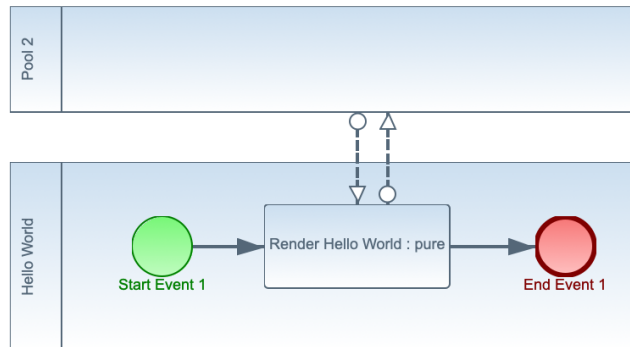 Pool 2
Hello World
Start Event 1
Render Hello World : pure
End Event 1